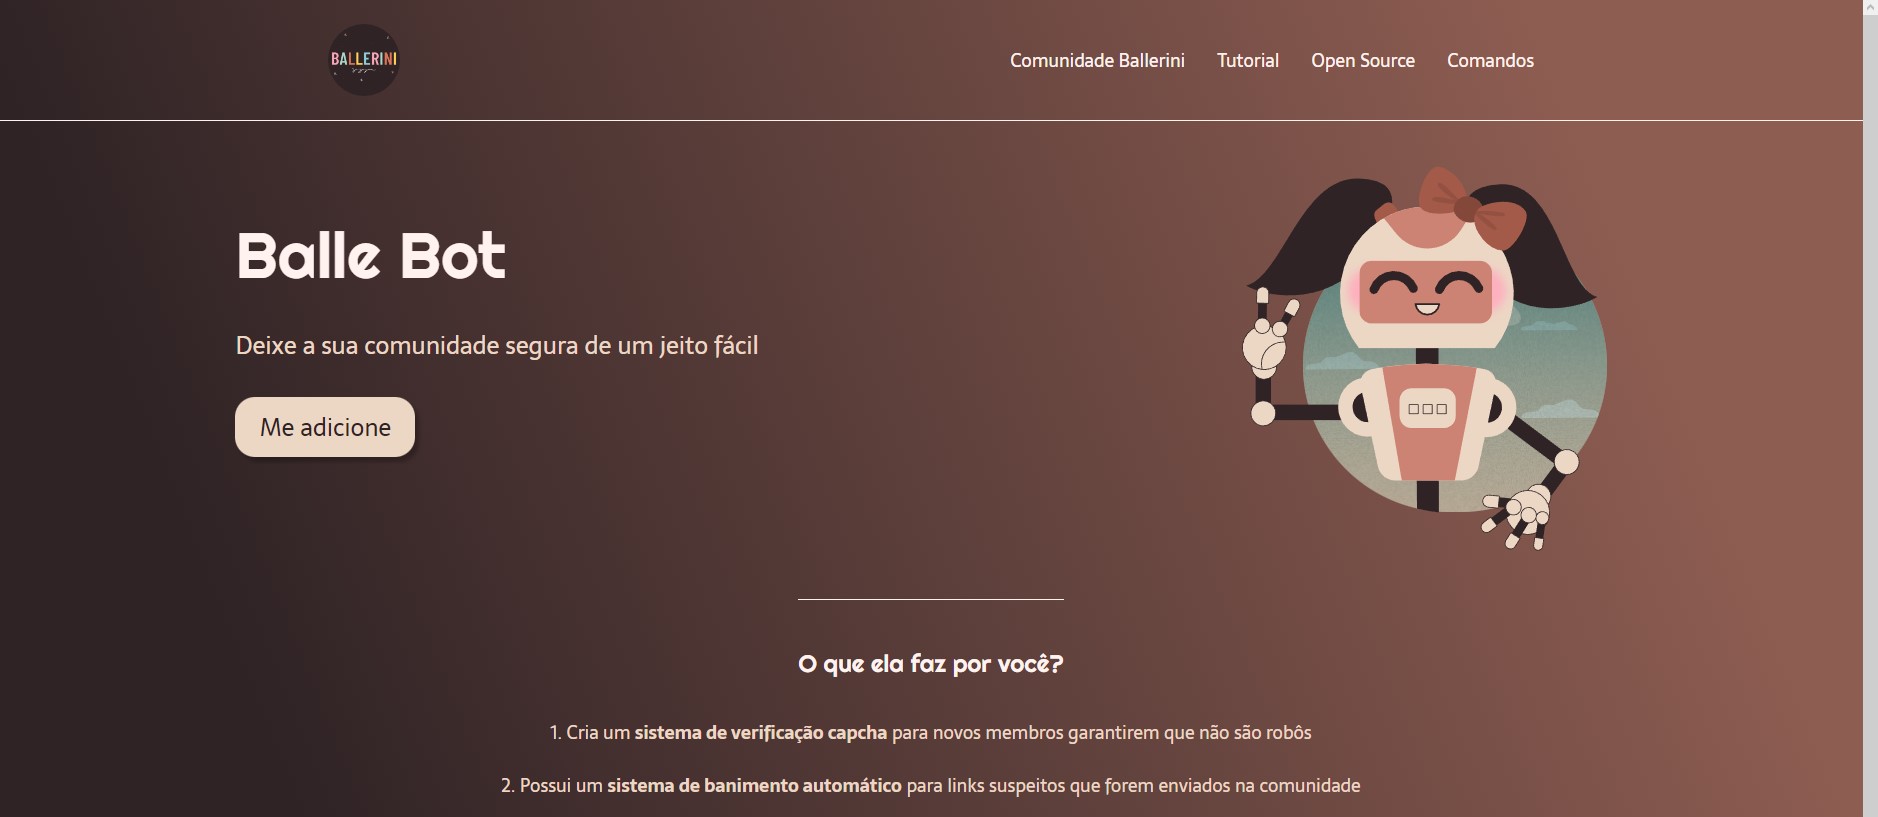 BALLERINI
Comunidade Ballerini
Tutorial
Open Source
Comandos
Balle Bot
Deixe a sua comunidade segura de um jeito fácil
Me adicione
O que ela faz por você?
1. Cria um sistema de verificação capcha para novos membros garantirem que não são robôs
2. Possui um sistema de banimento automático para links suspeitos que forem enviados na comunidade